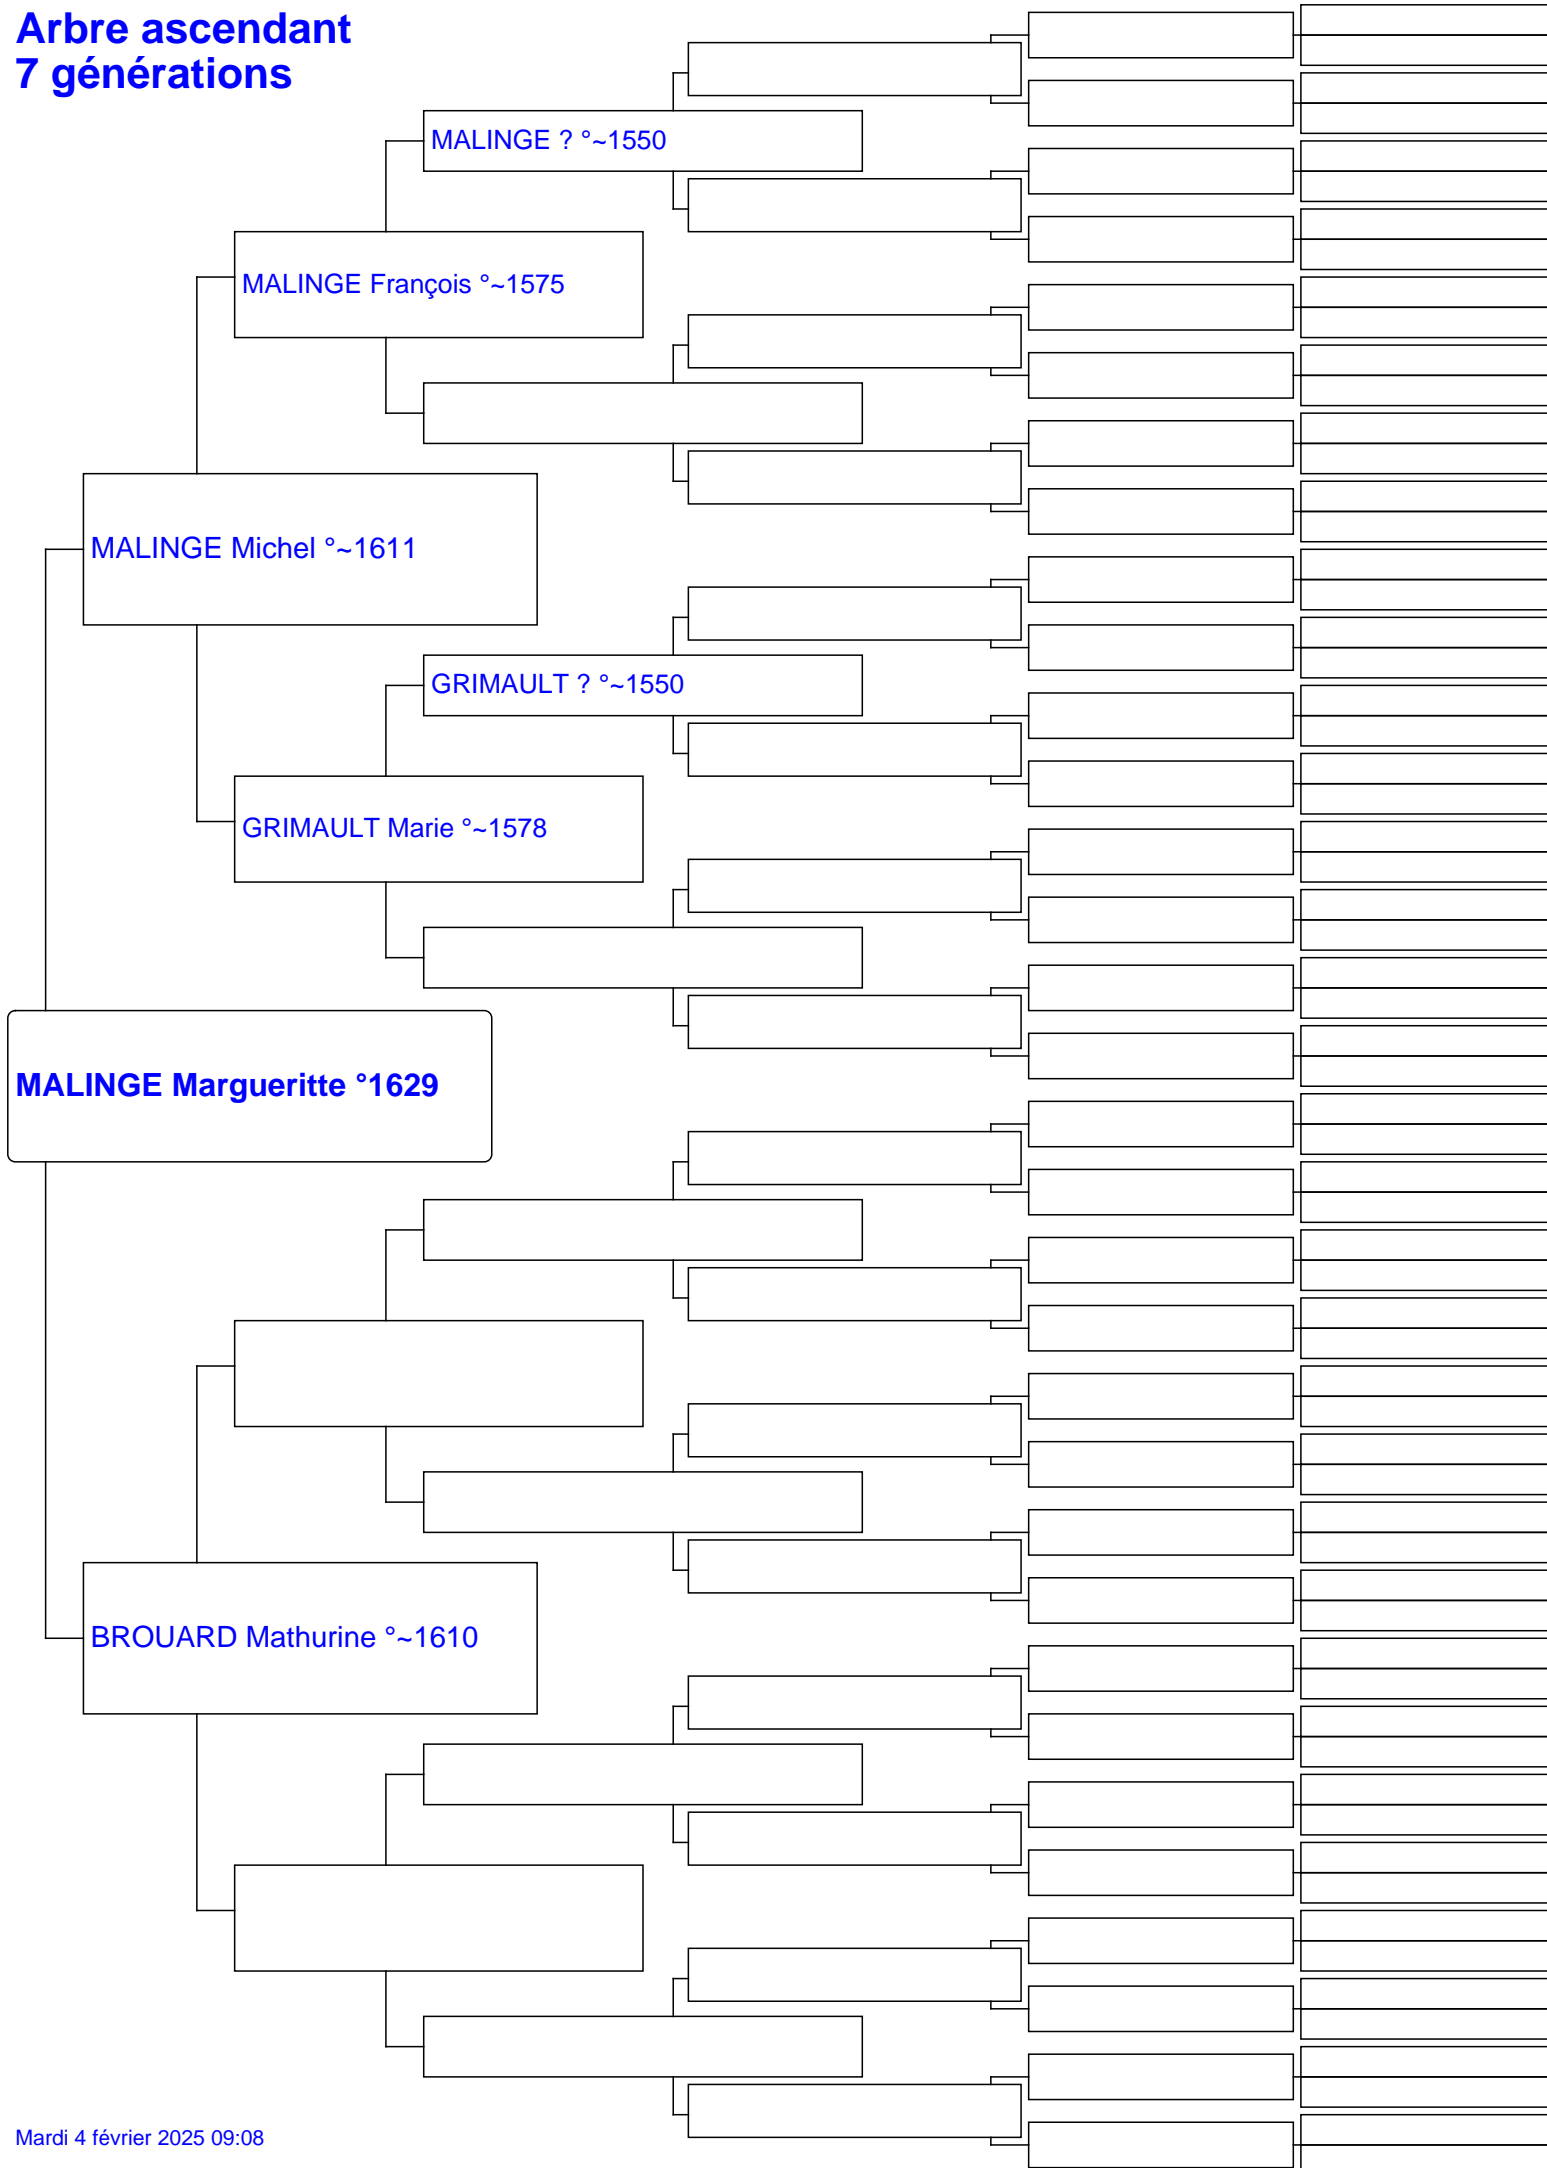 Arbre ascendant
7 générations
MALINGE ? °~1550
MALINGE François °~1575
MALINGE Michel °~1611
GRIMAULT ? °~1550
GRIMAULT Marie °~1578
MALINGE Margueritte °1629
BROUARD Mathurine °~1610
Mardi 4 février 2025 09:08